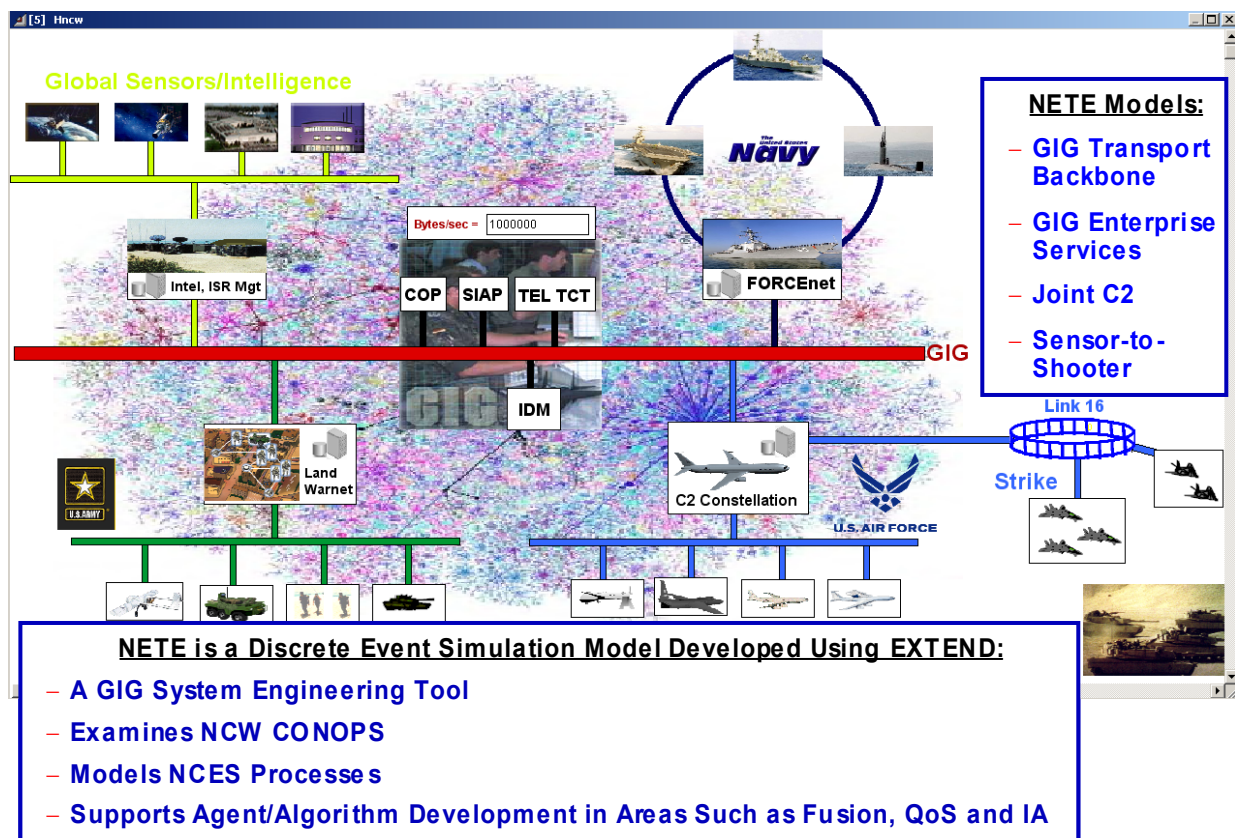 [5] Hncw
Global Sensors/Intelligence
The
United States
Navy
NETE Models:
– GIG Transport
Backbone
– GIG Enterprise
Services
– Joint C2
– Sensor-to-
Shooter
Bytes/sec = 1000000
Intel, ISR Mgt
COP
SIAP
TEL TCT
FORCEnet
GIG
GIG
IDM
Link 16
Land
Warnet
C2 Constellation
Strike
U.S.ARMY
U.S. AIR FORCE
NETE is a Discrete Event Simulation Model Developed Using EXTEND:
– A GIG System Engineering Tool
– Examines NCW CONOPS
– Models NCES Processes
– Supports Agent/Algorithm Development in Areas Such as Fusion, QoS and IA